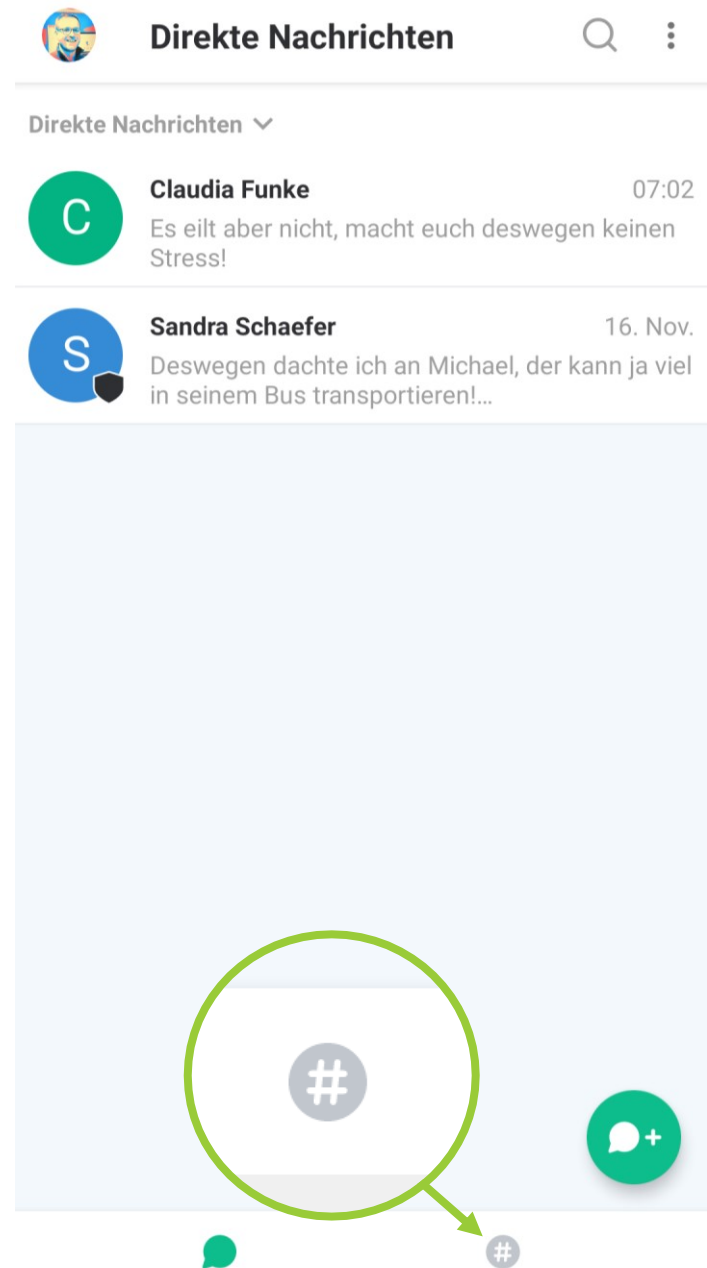 Direkte Nachrichten
Direkte Nachrichten
C
Claudia Funke 07:02
Es eilt aber nicht, macht euch deswegen keinen
Stress!
S
Sandra Schaefer 16. Nov.
Deswegen dachte ich an Michael, der kann ja viel
in seinem Bus transportieren!...
#
+
#